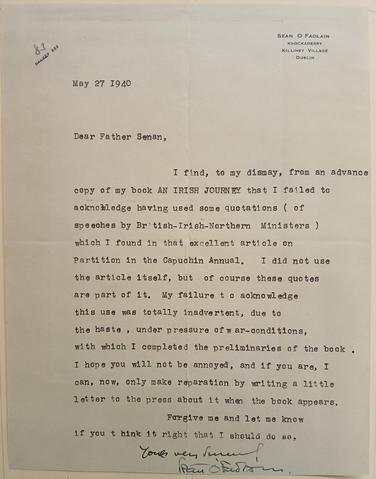 SEAN O FAOLAIN
KNOCKADERRY
KILLINEY VILLAGE
DUBLIN
May 27 1940
Dear Father Senan,
I find, to my dismay, from an advance
copy of my book AN IRISH JOURNEY that I failed to
acknowledge having used some quotations ( of
speeches by British-Irish-Northern Ministers )
which I found in that excellent article on
Partition in the Capuchin Annual. I did not use
the article itself, but of course these quotes
are part of it. My failure t o acknowledge
this use was totally inadvertent, due to
the haste , under pressure of w ar-conditions,
with which I completed the preliminaries of the book .
I hope you will not be annoyed, and if you are, I
can, now, only make reparation by writing a little
letter to the press about it when the book appears.
Forgive me and let me know
if you t hink it right that I should do so.
Yours very sincerely
Sean O'Faolain.